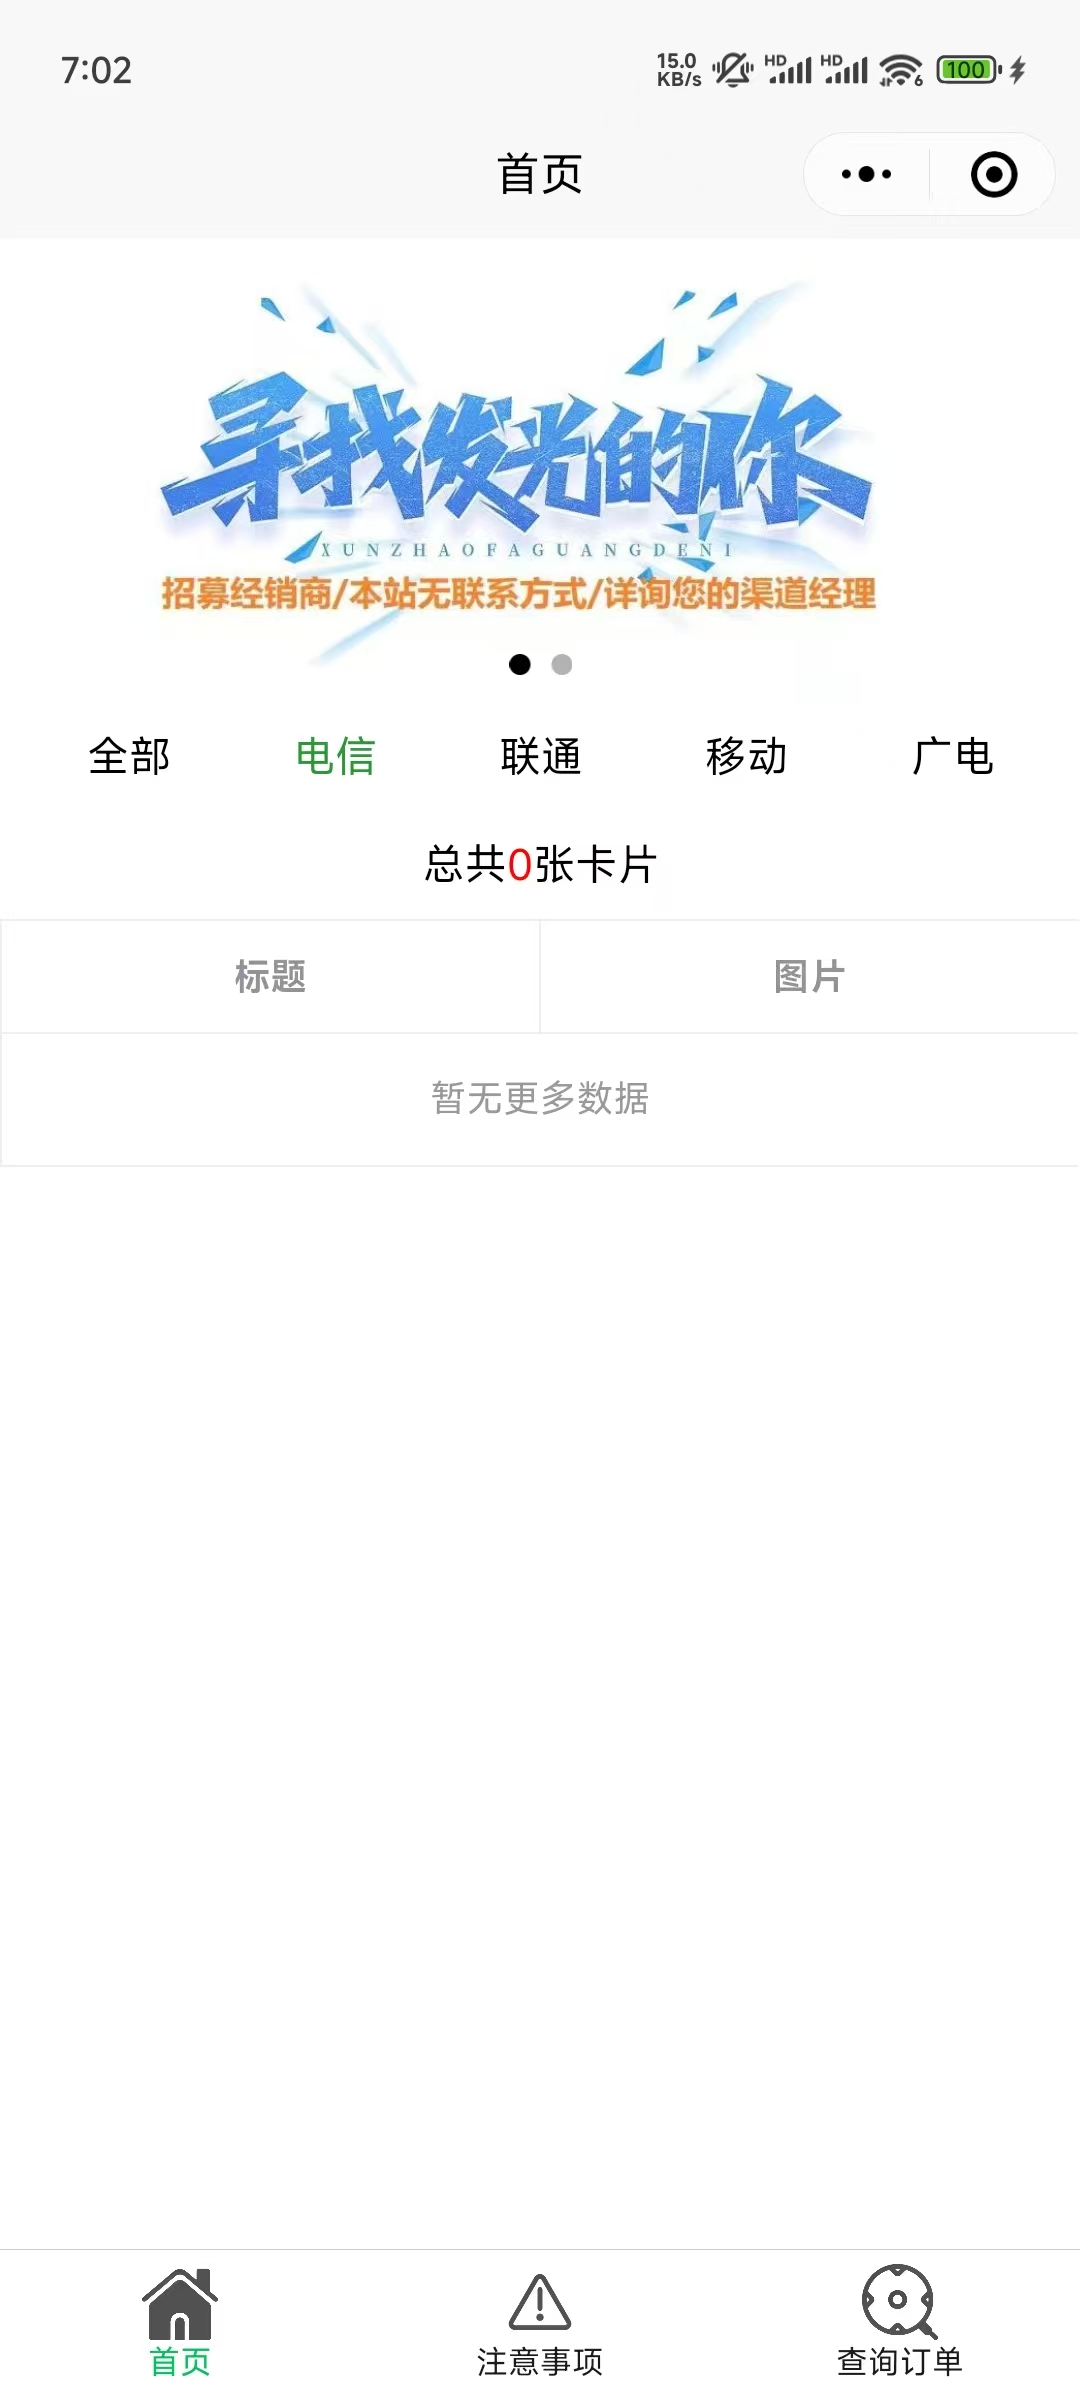 7:02
15.0
KB/s
HD
HD
6
100
首页
寻找发光的你
XUNZHAOFAGUANGDENI
招募经销商/本站无联系方式/详询您的渠道经理
全部
电信
联通
移动
广电
总共0张卡片
标题
图片
暂无更多数据
首页
注意事项
查询订单